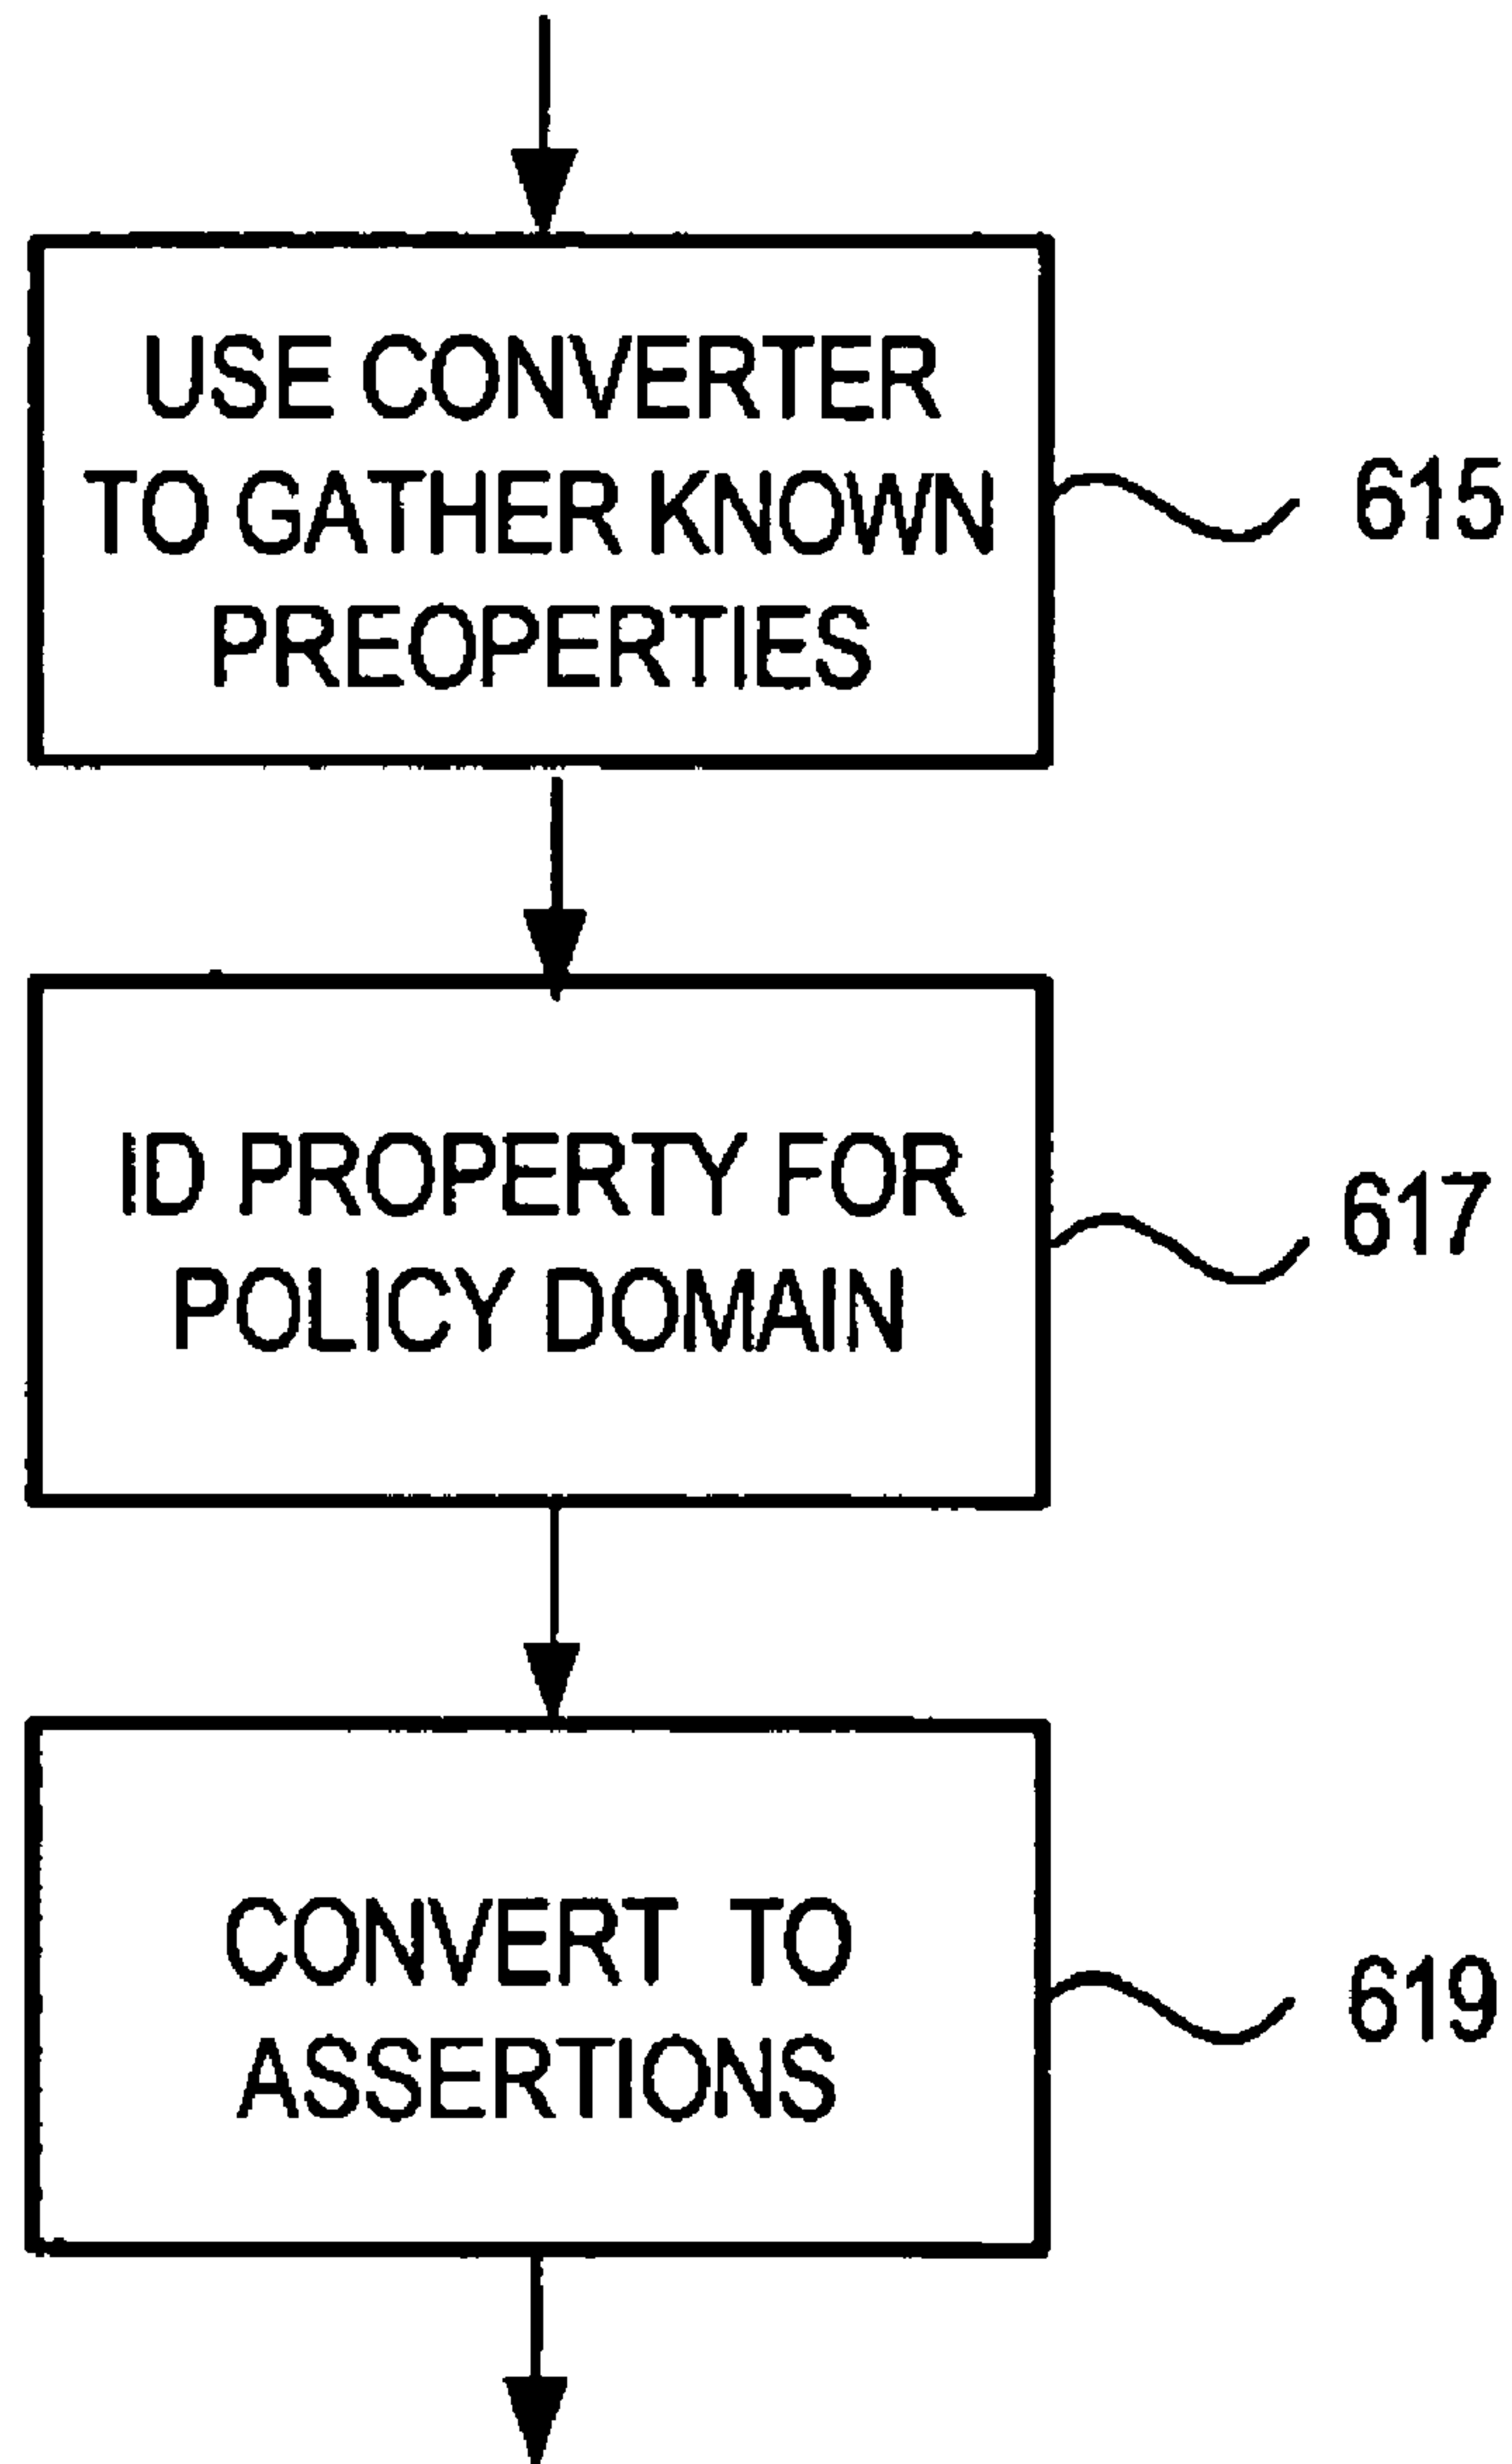 USE CONVERTER
TO GATHER KNOWN
PREOPERTIES
615
ID PROPERTY FOR
POLICY DOMAIN
617
CONVERT TO
ASSERTIONS
619